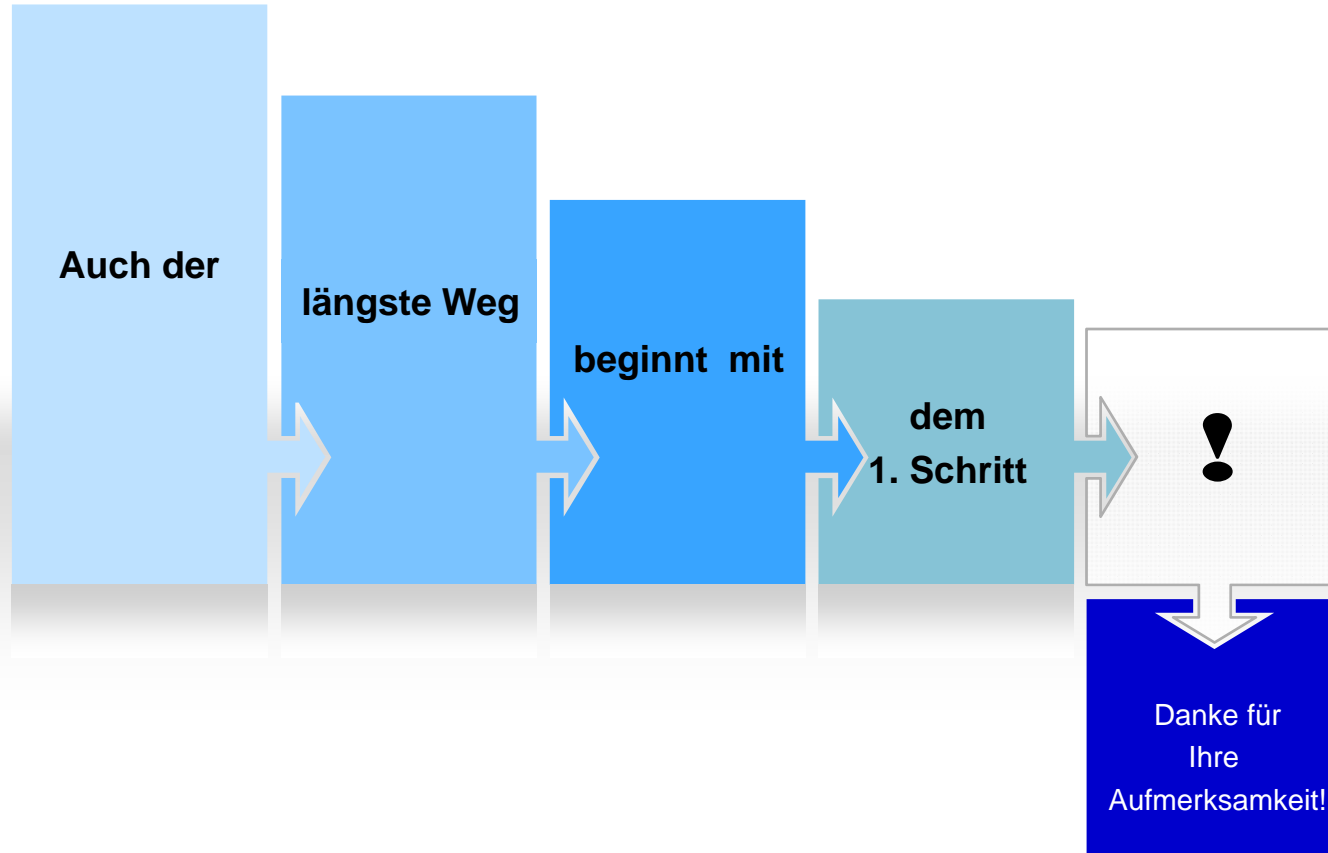 Auch der
längste Weg
beginnt  mit
dem
1. Schritt
!
Danke für
Ihre
Aufmerksamkeit!